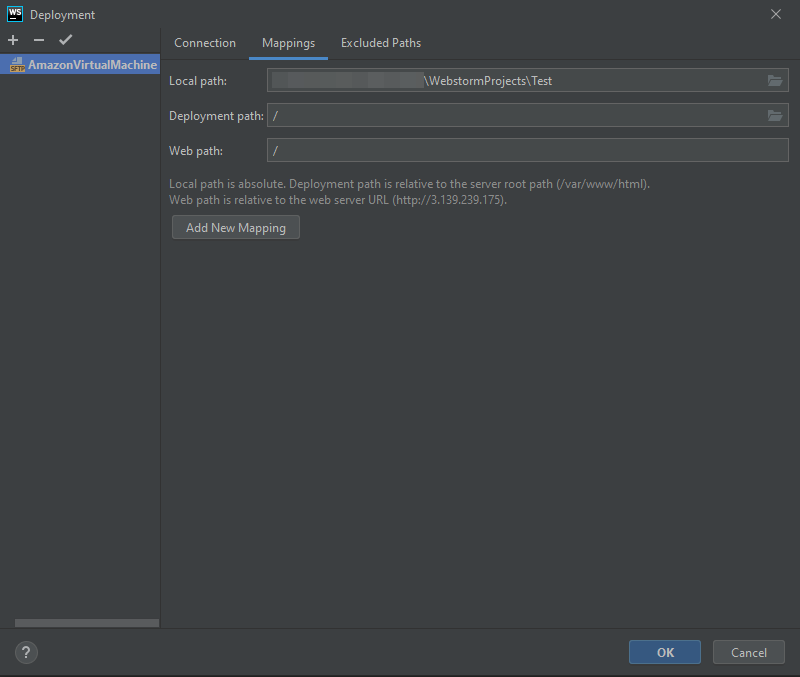 WS Deployment
Connection Mappings Excluded Paths
SFTP AmazonVirtualMachine
Local path: \WebstormProjects\Test
Deployment path: /
Web path: /
Local path is absolute. Deployment path is relative to the server root path (/var/www/html).
Web path is relative to the web server URL (http://3.139.239.175).
Add New Mapping
? OK Cancel